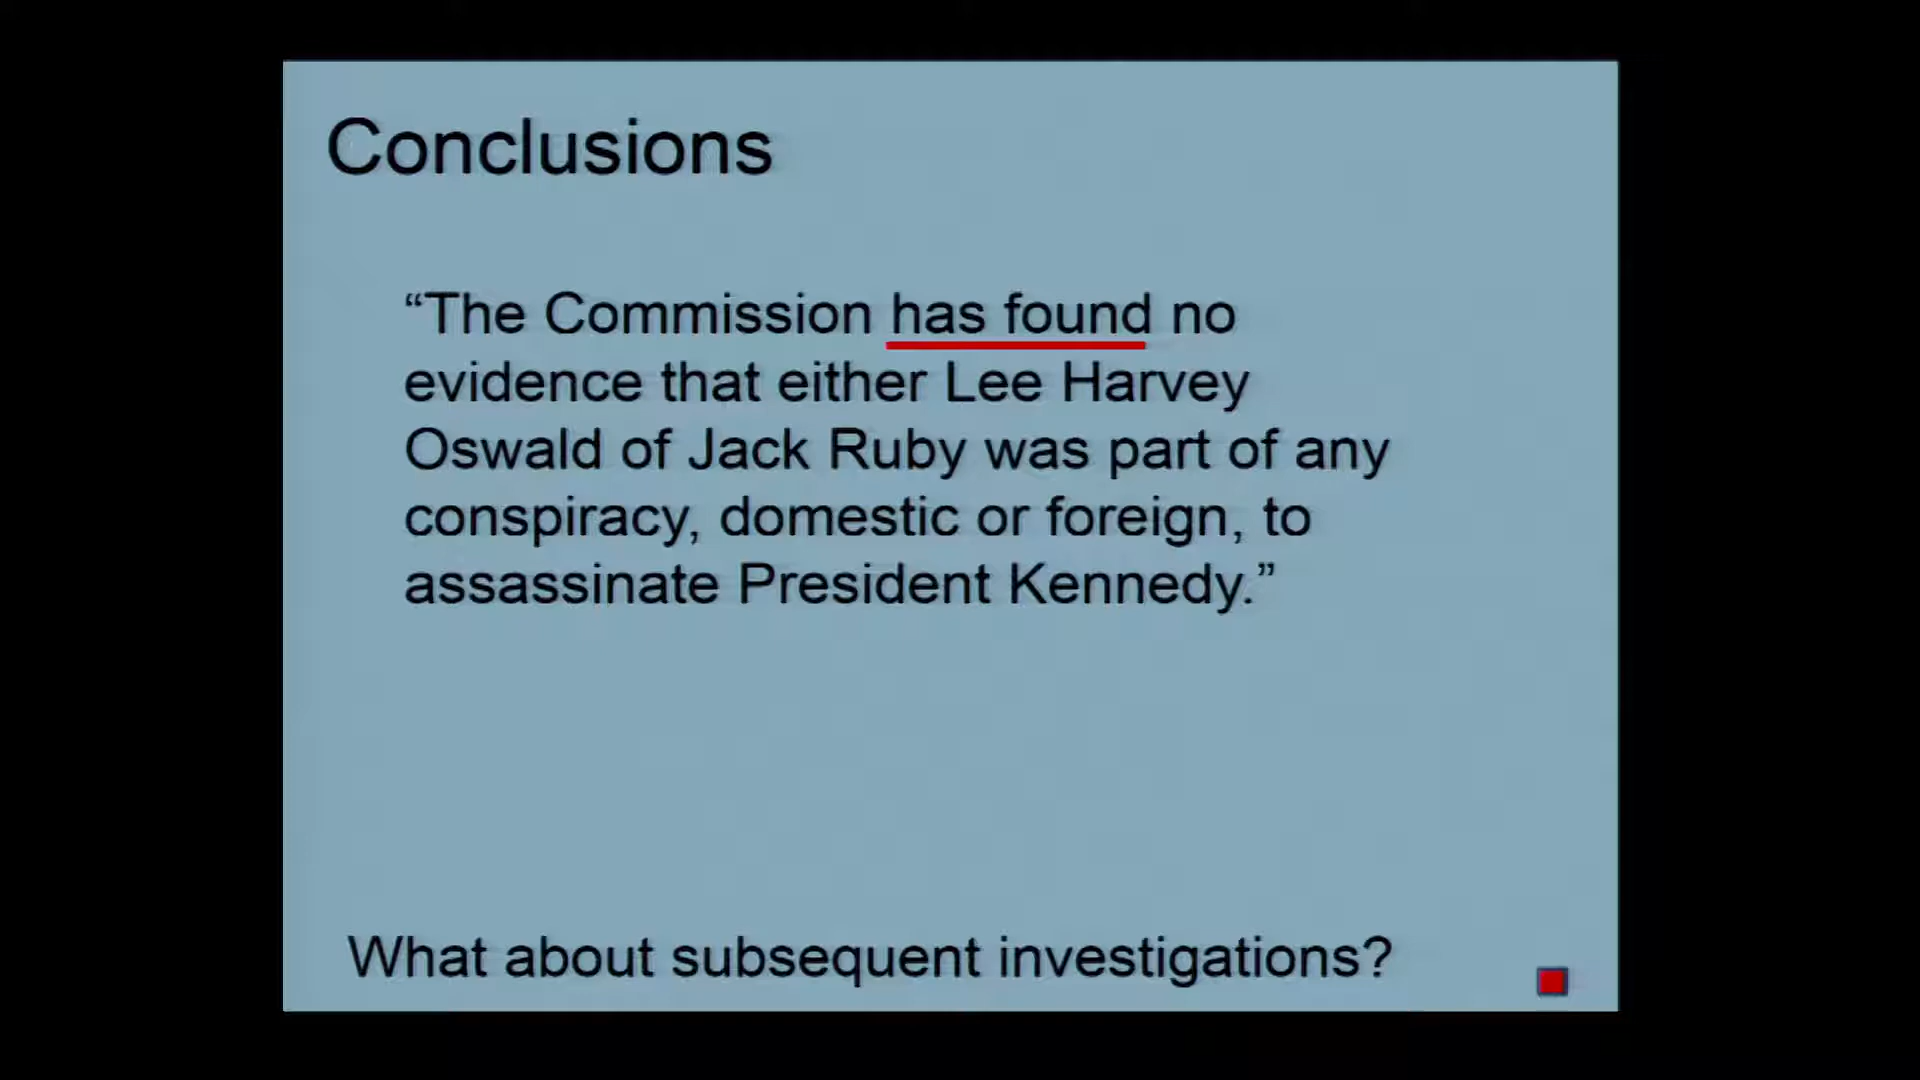 Conclusions
“The Commission has found no
evidence that either Lee Harvey
Oswald of Jack Ruby was part of any
conspiracy, domestic or foreign, to
assassinate President Kennedy.”
What about subsequent investigations?